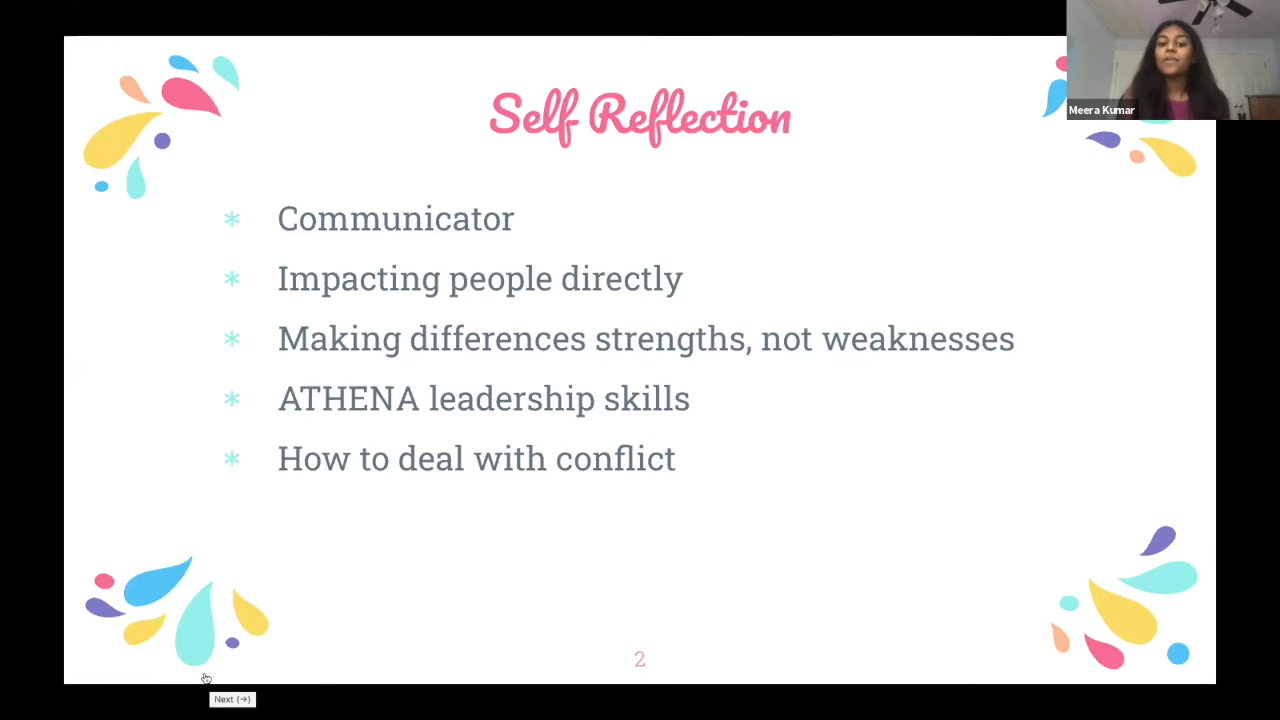 Self Reflection
Meera Kumar
* Communicator
* Impacting people directly
* Making differences strengths, not weaknesses
* ATHENA leadership skills
* How to deal with conflict
2
Next (→)